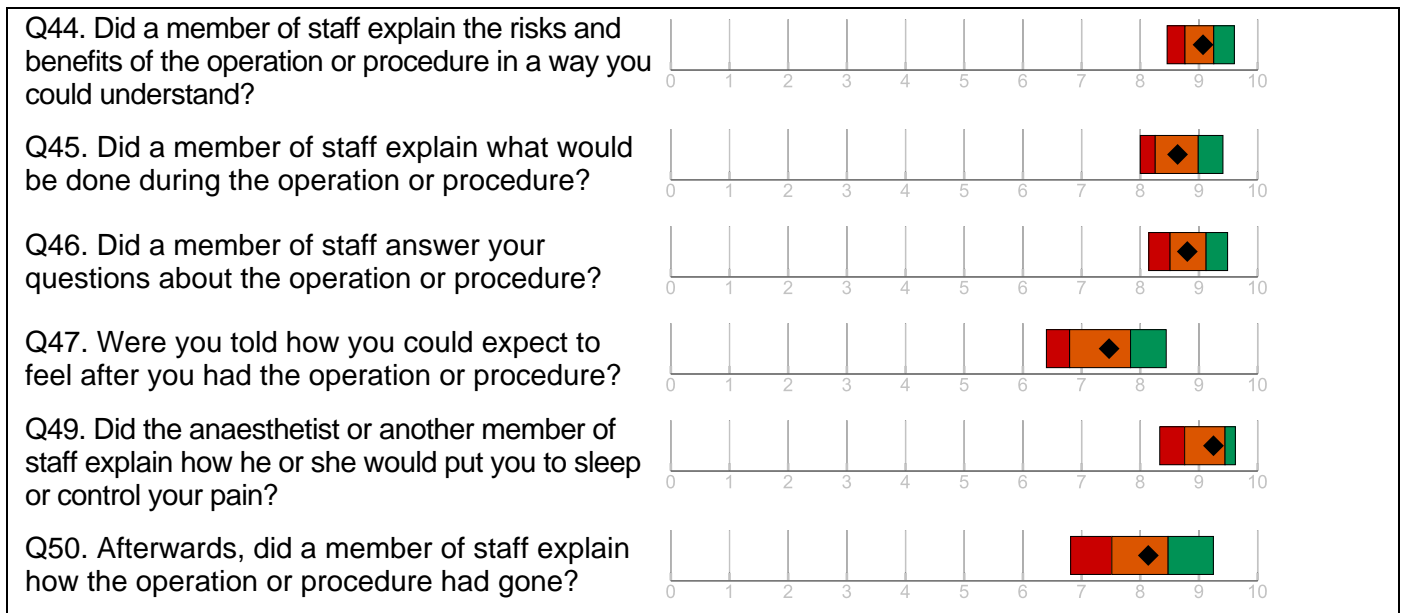 Q44. Did a member of staff explain the risks and
benefits of the operation or procedure in a way you
could understand?
0 1 2 3 4 5 6 7 8 9 10
Q45. Did a member of staff explain what would
be done during the operation or procedure?
0 1 2 3 4 5 6 7 8 9 10
Q46. Did a member of staff answer your
questions about the operation or procedure?
0 1 2 3 4 5 6 7 8 9 10
Q47. Were you told how you could expect to
feel after you had the operation or procedure?
0 1 2 3 4 5 6 7 8 9 10
Q49. Did the anaesthetist or another member of
staff explain how he or she would put you to sleep
or control your pain?
0 1 2 3 4 5 6 7 8 9 10
Q50. Afterwards, did a member of staff explain
how the operation or procedure had gone?
0 1 2 3 4 5 6 7 8 9 10